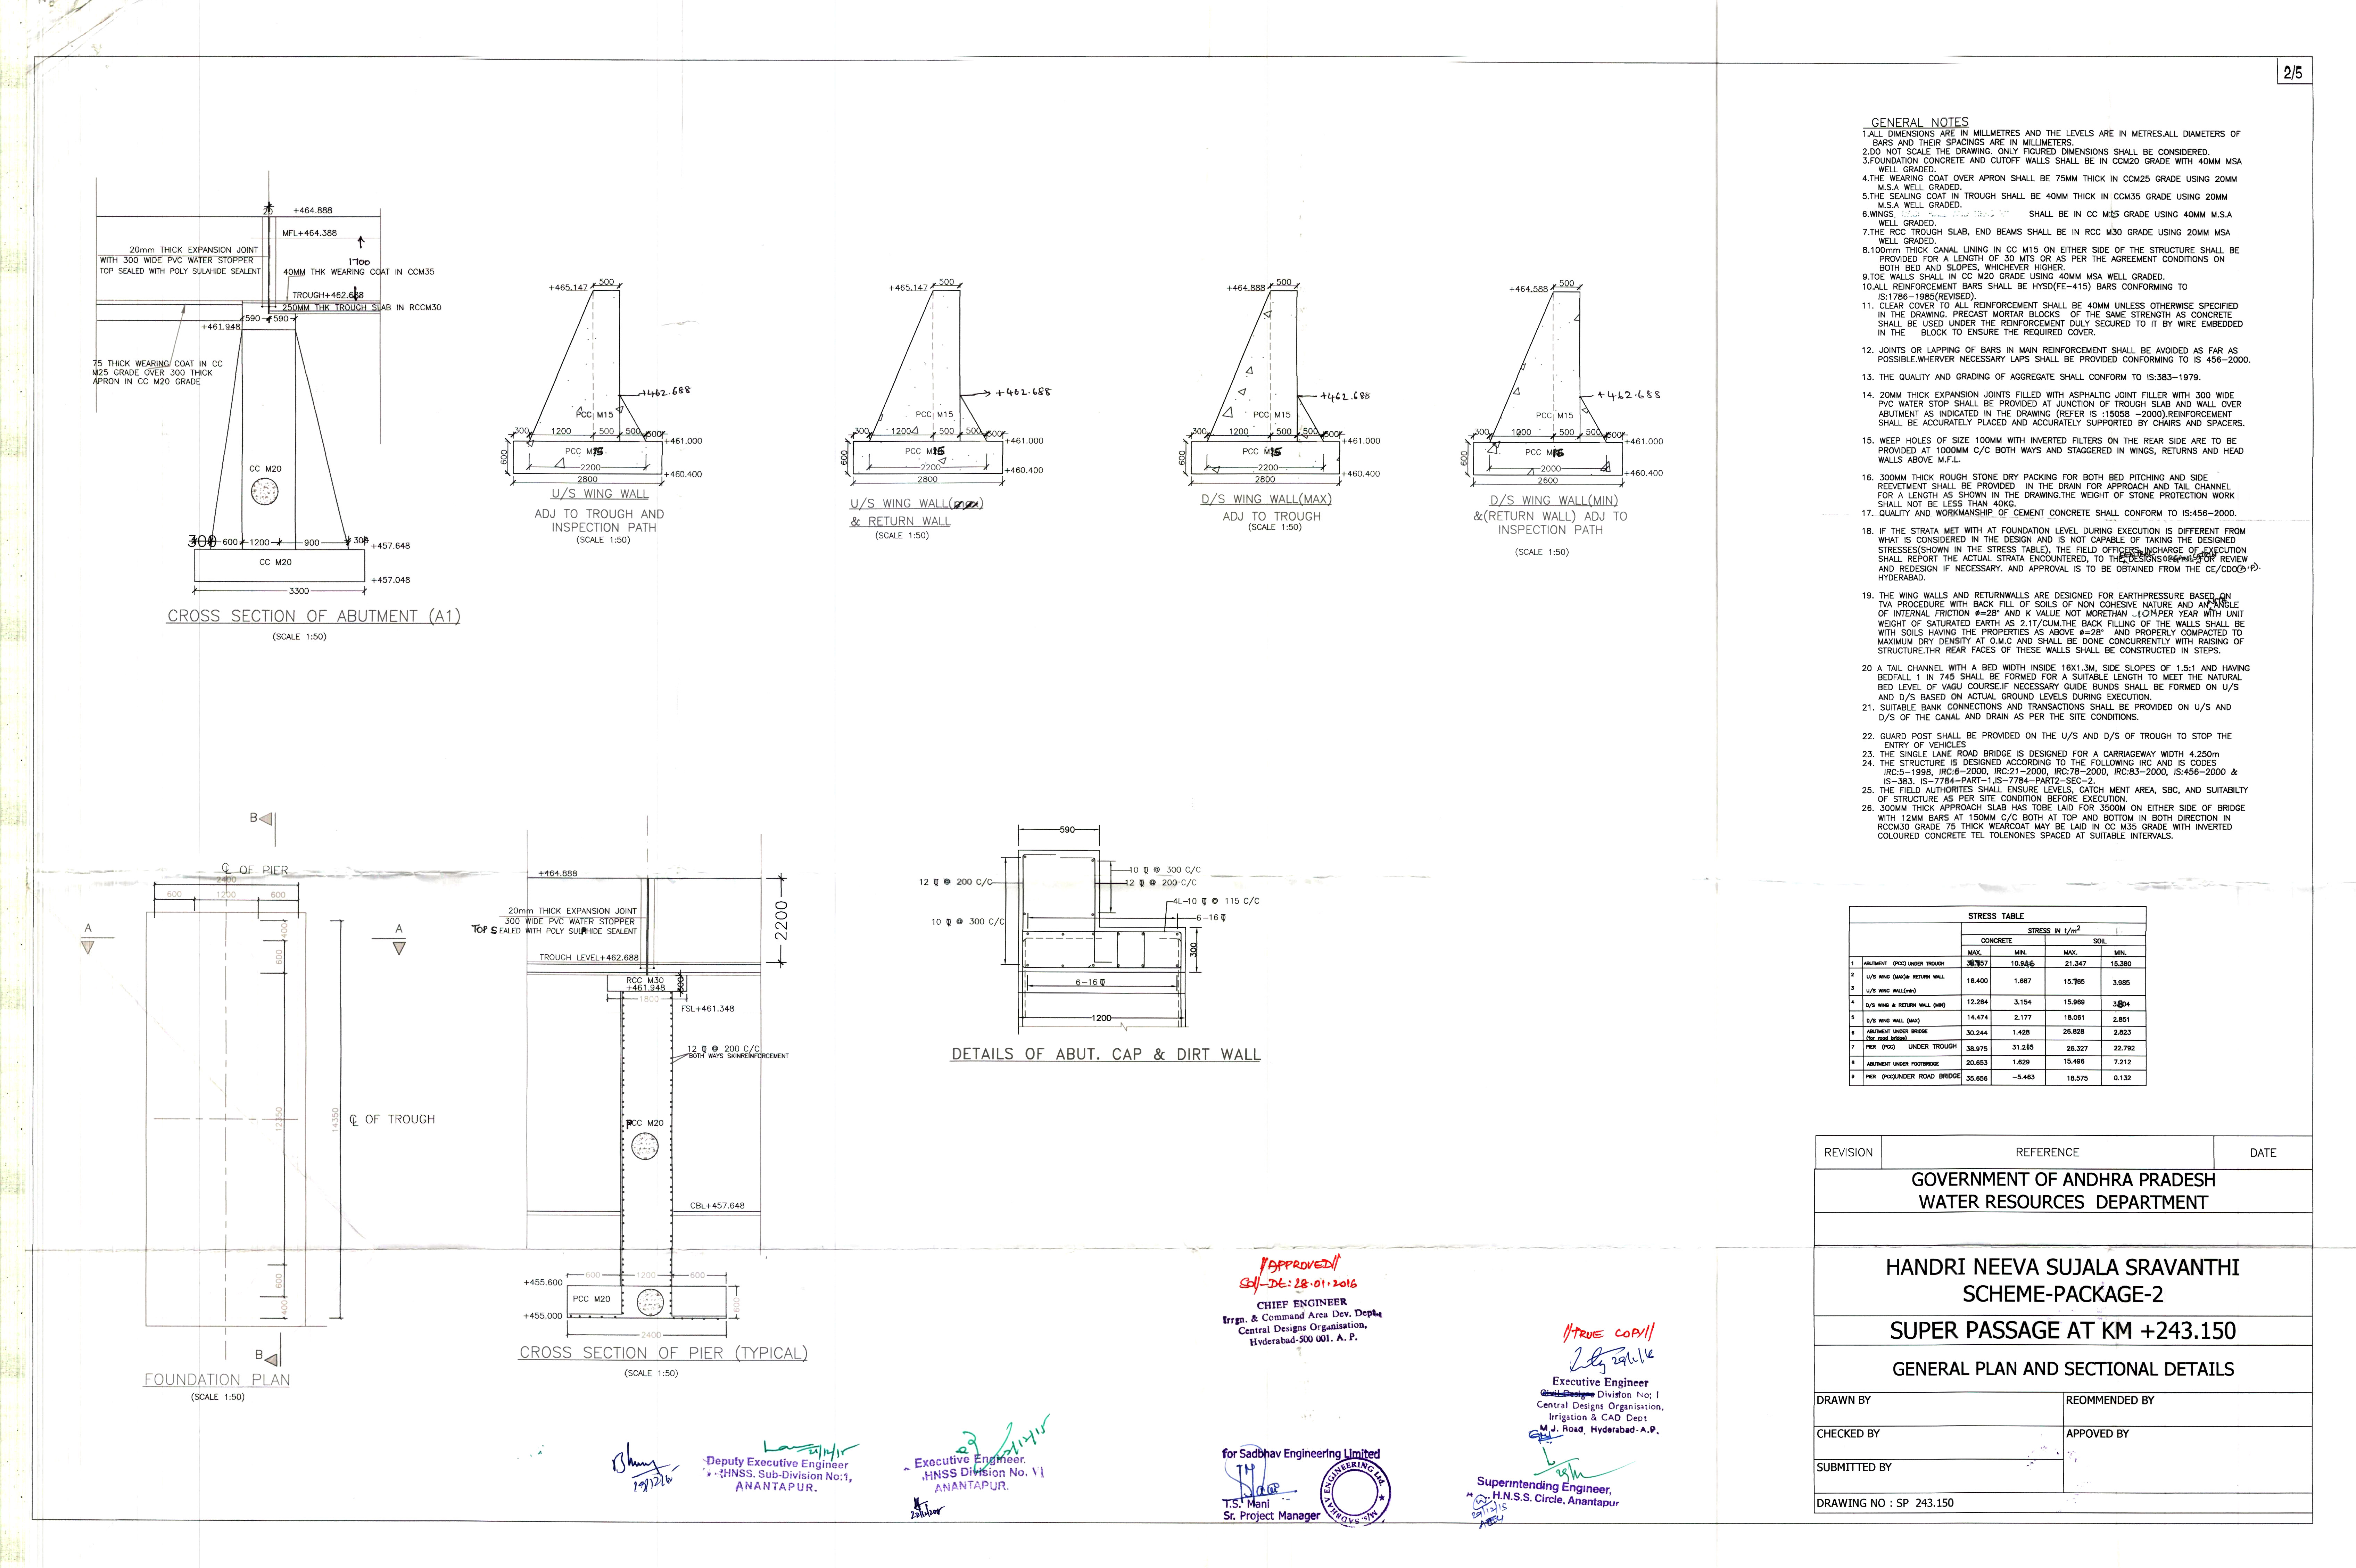 2/5
GENERAL NOTES
1.ALL DIMENSIONS ARE IN MILLMETRES AND THE LEVELS ARE IN METRES.ALL DIAMETERS OF
BARS AND THEIR SPACINGS ARE IN MILLIMETERS.
2.DO NOT SCALE THE DRAWING. ONLY FIGURED DIMENSIONS SHALL BE CONSIDERED.
3.FOUNDATION CONCRETE AND CUTOFF WALLS SHALL BE IN CCM20 GRADE WITH 40MM MSA
WELL GRADED.
4.THE WEARING COAT OVER APRON SHALL BE 75MM THICK IN CCM25 GRADE USING 20MM
M.S.A WELL GRADED.
5.THE SEALING COAT IN TROUGH SHALL BE 40MM THICK IN CCM35 GRADE USING 20MM
M.S.A WELL GRADED.
6.WINGS SHALL BE IN CC M15 GRADE USING 40MM M.S.A
WELL GRADED.
7.THE RCC TROUGH SLAB, END BEAMS SHALL BE IN RCC M30 GRADE USING 20MM MSA
WELL GRADED.
8.100mm THICK CANAL LINING IN CC M15 ON EITHER SIDE OF THE STRUCTURE SHALL BE
PROVIDED FOR A LENGTH OF 30 MTS OR AS PER THE AGREEMENT CONDITIONS ON
BOTH BED AND SLOPES, WHICHEVER HIGHER.
9.TOE WALLS SHALL IN CC M20 GRADE USING 40MM MSA WELL GRADED.
10.ALL REINFORCEMENT BARS SHALL BE HYSD(FE-415) BARS CONFORMING TO
IS:1786-1985(REVISED).
11. CLEAR COVER TO ALL REINFORCEMENT SHALL BE 40MM UNLESS OTHERWISE SPECIFIED
IN THE DRAWING. PRECAST MORTAR BLOCKS OF THE SAME STRENGTH AS CONCRETE
SHALL BE USED UNDER THE REINFORCEMENT DULY SECURED TO IT BY WIRE EMBEDDED
IN THE BLOCK TO ENSURE THE REQUIRED COVER.
12. JOINTS OR LAPPING OF BARS IN MAIN REINFORCEMENT SHALL BE AVOIDED AS FAR AS
POSSIBLE.WHERVER NECESSARY LAPS SHALL BE PROVIDED CONFORMING TO IS 456-2000.
13. THE QUALITY AND GRADING OF AGGREGATE SHALL CONFORM TO IS:383-1979.
14. 20MM THICK EXPANSION JOINTS FILLED WITH ASPHALTIC JOINT FILLER WITH 300 WIDE
PVC WATER STOP SHALL BE PROVIDED AT JUNCTION OF TROUGH SLAB AND WALL OVER
ABUTMENT AS INDICATED IN THE DRAWING (REFER IS :15058 -2000).REINFORCEMENT
SHALL BE ACCURATELY PLACED AND ACCURATELY SUPPORTED BY CHAIRS AND SPACERS.
15. WEEP HOLES OF SIZE 100MM WITH INVERTED FILTERS ON THE REAR SIDE ARE TO BE
PROVIDED AT 1000MM C/C BOTH WAYS AND STAGGERED IN WINGS, RETURNS AND HEAD
WALLS ABOVE M.F.L.
16. 300MM THICK ROUGH STONE DRY PACKING FOR BOTH BED PITCHING AND SIDE
REEVETMENT SHALL BE PROVIDED IN THE DRAIN FOR APPROACH AND TAIL CHANNEL
FOR A LENGTH AS SHOWN IN THE DRAWING.THE WEIGHT OF STONE PROTECTION WORK
SHALL NOT BE LESS THAN 40KG.
17. QUALITY AND WORKMANSHIP OF CEMENT CONCRETE SHALL CONFORM TO IS:456-2000.
18. IF THE STRATA MET WITH AT FOUNDATION LEVEL DURING EXECUTION IS DIFFERENT FROM
WHAT IS CONSIDERED IN THE DESIGN AND IS NOT CAPABLE OF TAKING THE DESIGNED
STRESSES(SHOWN IN THE STRESS TABLE), THE FIELD OFFICERS INCHARGE OF EXECUTION
SHALL REPORT THE ACTUAL STRATA ENCOUNTERED, TO THE DESIGNS FOR REVIEW
AND REDESIGN IF NECESSARY. AND APPROVAL IS TO BE OBTAINED FROM THE CE/CDO(A.P).
HYDERABAD.
19. THE WING WALLS AND RETURNWALLS ARE DESIGNED FOR EARTHPRESSURE BASED ON
TVA PROCEDURE WITH BACK FILL OF SOILS OF NON COHESIVE NATURE AND AN ANGLE
OF INTERNAL FRICTION ø=28° AND K VALUE NOT MORETHAN PER YEAR WITH UNIT
WEIGHT OF SATURATED EARTH AS 2.1T/CUM.THE BACK FILLING OF THE WALLS SHALL BE
WITH SOILS HAVING THE PROPERTIES AS ABOVE ø=28° AND PROPERLY COMPACTED TO
MAXIMUM DRY DENSITY AT O.M.C AND SHALL BE DONE CONCURRENTLY WITH RAISING OF
STRUCTURE.THR REAR FACES OF THESE WALLS SHALL BE CONSTRUCTED IN STEPS.
20 A TAIL CHANNEL WITH A BED WIDTH INSIDE 16X1.3M, SIDE SLOPES OF 1.5:1 AND HAVING
BEDFALL 1 IN 745 SHALL BE FORMED FOR A SUITABLE LENGTH TO MEET THE NATURAL
BED LEVEL OF VAGU COURSE.IF NECESSARY GUIDE BUNDS SHALL BE FORMED ON U/S
AND D/S BASED ON ACTUAL GROUND LEVELS DURING EXECUTION.
21. SUITABLE BANK CONNECTIONS AND TRANSACTIONS SHALL BE PROVIDED ON U/S AND
D/S OF THE CANAL AND DRAIN AS PER THE SITE CONDITIONS.
22. GUARD POST SHALL BE PROVIDED ON THE U/S AND D/S OF TROUGH TO STOP THE
ENTRY OF VEHICLES
23. THE SINGLE LANE ROAD BRIDGE IS DESIGNED FOR A CARRIAGEWAY WIDTH 4.250m
24. THE STRUCTURE IS DESIGNED ACCORDING TO THE FOLLOWING IRC AND IS CODES
IRC:5-1998, IRC:6-2000, IRC:21-2000, IRC:78-2000, IRC:83-2000, IS:456-2000 &
IS-383. IS-7784-PART-1,IS-7784-PART2-SEC-2.
25. THE FIELD AUTHORITES SHALL ENSURE LEVELS, CATCH MENT AREA, SBC, AND SUITABILTY
OF STRUCTURE AS PER SITE CONDITION BEFORE EXECUTION.
26. 300MM THICK APPROACH SLAB HAS TOBE LAID FOR 3500M ON EITHER SIDE OF BRIDGE
WITH 12MM BARS AT 150MM C/C BOTH AT TOP AND BOTTOM IN BOTH DIRECTION IN
RCCM30 GRADE 75 THICK WEARCOAT MAY BE LAID IN CC M35 GRADE WITH INVERTED
COLOURED CONCRETE TEL TOLENONES SPACED AT SUITABLE INTERVALS.
20
+464.888
MFL+464.388
1700
20mm THICK EXPANSION JOINT
WITH 300 WIDE PVC WATER STOPPER
TOP SEALED WITH POLY SULAHIDE SEALENT
40MM THK WEARING COAT IN CCM35
TROUGH+462.688
250MM THK TROUGH SLAB IN RCCM30
590 590
+461.948
75 THICK WEARING COAT IN CC
M25 GRADE OVER 300 THICK
APRON IN CC M20 GRADE
CC M20
300 600 1200 900 300
+457.648
CC M20
+457.048
3300
CROSS SECTION OF ABUTMENT (A1)
(SCALE 1:50)
500
+465.147
+462.688
PCC M15
300 1200 500 500 300
+461.000
600
PCC M15
2200
+460.400
2800
U/S WING WALL
ADJ TO TROUGH AND
INSPECTION PATH
(SCALE 1:50)
500
+465.147
+462.688
PCC M15
300 1200 500 500 300
+461.000
600
PCC M15
2200
+460.400
2800
U/S WING WALL(max)
& RETURN WALL
(SCALE 1:50)
500
+464.888
+462.688
PCC M15
300 1200 500 500 300
+461.000
600
PCC M15
2200
+460.400
2800
D/S WING WALL(MAX)
ADJ TO TROUGH
(SCALE 1:50)
500
+464.588
+462.688
PCC M15
300 1000 500 500 300
+461.000
600
PCC M15
2000
+460.400
2600
D/S WING WALL(MIN)
&(RETURN WALL) ADJ TO
INSPECTION PATH
(SCALE 1:50)
B
℄ OF PIER
2400
600 1200 600
A
A
400
600
12350
14350
℄ OF TROUGH
600
400
B
FOUNDATION PLAN
(SCALE 1:50)
+464.888
20mm THICK EXPANSION JOINT
300 WIDE PVC WATER STOPPER
TOP SEALED WITH POLY SULPHIDE SEALENT
2200
TROUGH LEVEL+462.688
RCC M30
+461.948
300
1800
FSL+461.348
12 @ 200 C/C
BOTH WAYS SKINREINFORCEMENT
PCC M20
CBL+457.648
600 1200 600
+455.600
PCC M20
600
+455.000
2400
CROSS SECTION OF PIER (TYPICAL)
(SCALE 1:50)
590
10 @ 300 C/C
12 @ 200 C/C
12 @ 200 C/C
4L-10 @ 115 C/C
10 @ 300 C/C
6-16
300
6-16
1200
DETAILS OF ABUT. CAP & DIRT WALL
STRESS TABLE
STRESS IN t/m2
CONCRETE SOIL
MAX. MIN. MAX. MIN.
1 ABUTMENT (PCC) UNDER TROUGH 21.347 15.380
2 U/S WING (MAX)& RETURN WALL 16.400 1.687 15.765 3.985
3 U/S WING WALL(min)
4 D/S WING & RETURN WALL (MIN) 12.264 3.154 15.969
5 D/S WING WALL (MAX) 14.474 2.177 18.061 2.851
6 ABUTMENT UNDER BRIDGE (for road bridge) 30.244 1.428 26.828 2.823
7 PIER (PCC) UNDER TROUGH 38.975 31.215 26.327 22.792
8 ABUTMENT UNDER FOOTBRIDGE 20.653 1.629 15.496 7.212
9 PIER (PCC)UNDER ROAD BRIDGE 35.656 -5.463 18.575 0.132
REVISION REFERENCE DATE
GOVERNMENT OF ANDHRA PRADESH
WATER RESOURCES DEPARTMENT
HANDRI NEEVA SUJALA SRAVANTHI
SCHEME-PACKAGE-2
SUPER PASSAGE AT KM +243.150
GENERAL PLAN AND SECTIONAL DETAILS
DRAWN BY
REOMMENDED BY
CHECKED BY
APPOVED BY
SUBMITTED BY
DRAWING NO : SP 243.150
//APPROVED//
Sd/-Dt: 28.01.2016
CHIEF ENGINEER
Irrgn. & Command Area Dev. Dept.,
Central Designs Organisation,
Hyderabad-500 001. A. P.
//TRUE COPY//
29/1/16
Executive Engineer
Civil Designs Division No; 1
Central Designs Organisation,
Irrigation & CAD Dept
M.J. Road, Hyderabad-A.P.
Deputy Executive Engineer
HNSS. Sub-Division No:1,
ANANTAPUR.
Executive Engineer.
HNSS Division No. VI
ANANTAPUR.
for Sadbhav Engineering Limited
T.S. Mani
Sr. Project Manager
M/s. SADBHAV ENGINEERING Ltd.
Superintending Engineer,
H.N.S.S. Circle, Anantapur
29/12/15